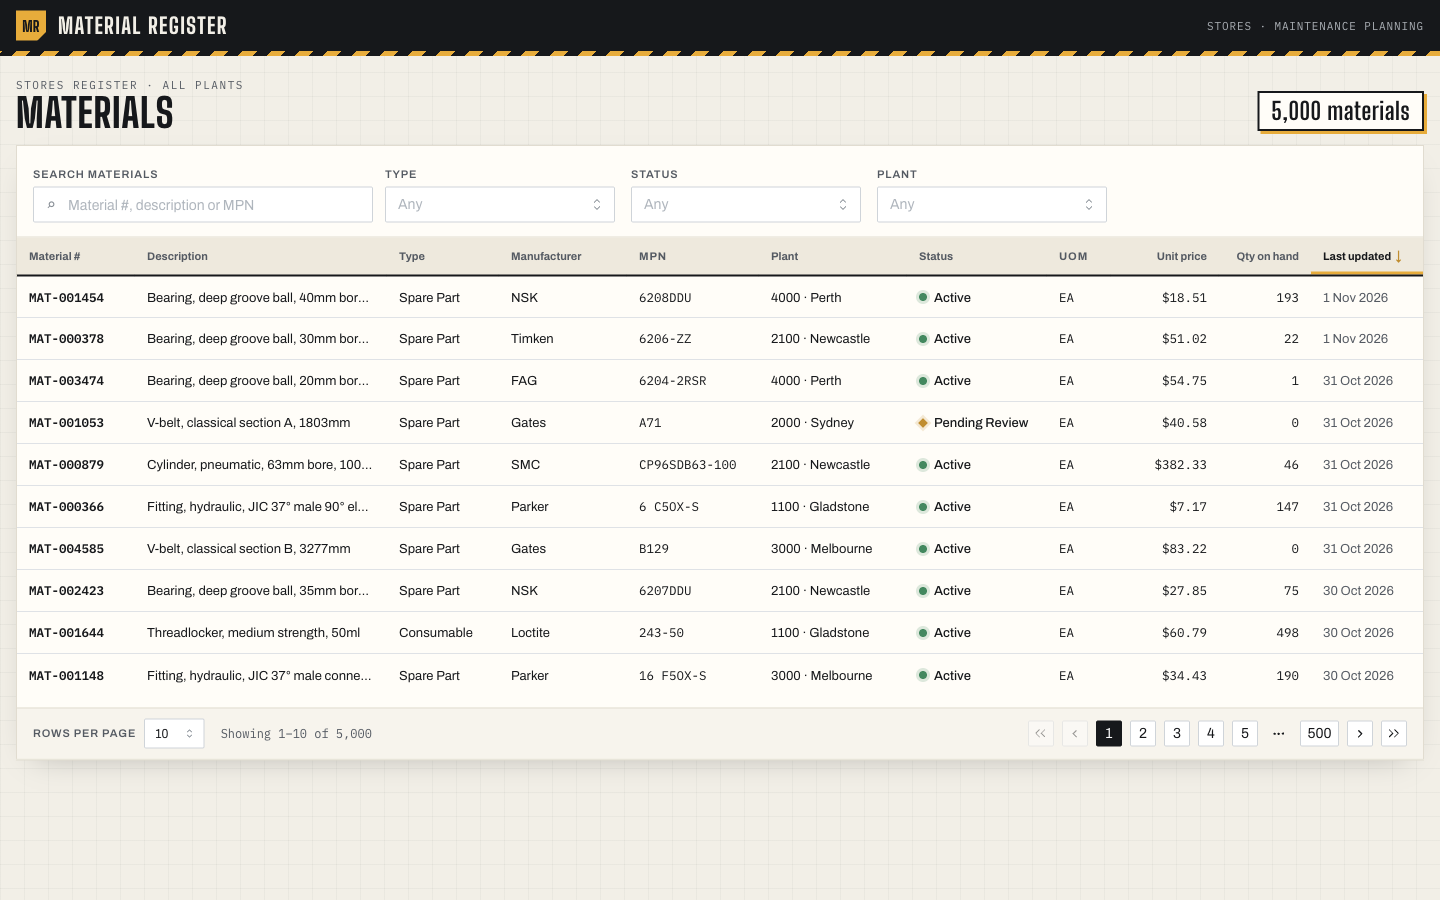 MR MATERIAL REGISTER STORES · MAINTENANCE PLANNING
STORES REGISTER · ALL PLANTS
MATERIALS 5,000 materials
SEARCH MATERIALS TYPE STATUS PLANT
Material #, description or MPN Any Any Any
Material # Description Type Manufacturer MPN Plant Status UOM Unit price Qty on hand Last updated ↓
MAT-001454 Bearing, deep groove ball, 40mm bor... Spare Part NSK 6208DDU 4000 · Perth Active EA $18.51 193 1 Nov 2026
MAT-000378 Bearing, deep groove ball, 30mm bor... Spare Part Timken 6206-ZZ 2100 · Newcastle Active EA $51.02 22 1 Nov 2026
MAT-003474 Bearing, deep groove ball, 20mm bor... Spare Part FAG 6204-2RSR 4000 · Perth Active EA $54.75 1 31 Oct 2026
MAT-001053 V-belt, classical section A, 1803mm Spare Part Gates A71 2000 · Sydney Pending Review EA $40.58 0 31 Oct 2026
MAT-000879 Cylinder, pneumatic, 63mm bore, 100... Spare Part SMC CP96SDB63-100 2100 · Newcastle Active EA $382.33 46 31 Oct 2026
MAT-000366 Fitting, hydraulic, JIC 37° male 90° el... Spare Part Parker 6 C5OX-S 1100 · Gladstone Active EA $7.17 147 31 Oct 2026
MAT-004585 V-belt, classical section B, 3277mm Spare Part Gates B129 3000 · Melbourne Active EA $83.22 0 31 Oct 2026
MAT-002423 Bearing, deep groove ball, 35mm bor... Spare Part NSK 6207DDU 2100 · Newcastle Active EA $27.85 75 30 Oct 2026
MAT-001644 Threadlocker, medium strength, 50ml Consumable Loctite 243-50 1100 · Gladstone Active EA $60.79 498 30 Oct 2026
MAT-001148 Fitting, hydraulic, JIC 37° male conne... Spare Part Parker 16 F5OX-S 3000 · Melbourne Active EA $34.43 190 30 Oct 2026
ROWS PER PAGE 10 Showing 1–10 of 5,000 1 2 3 4 5 ··· 500